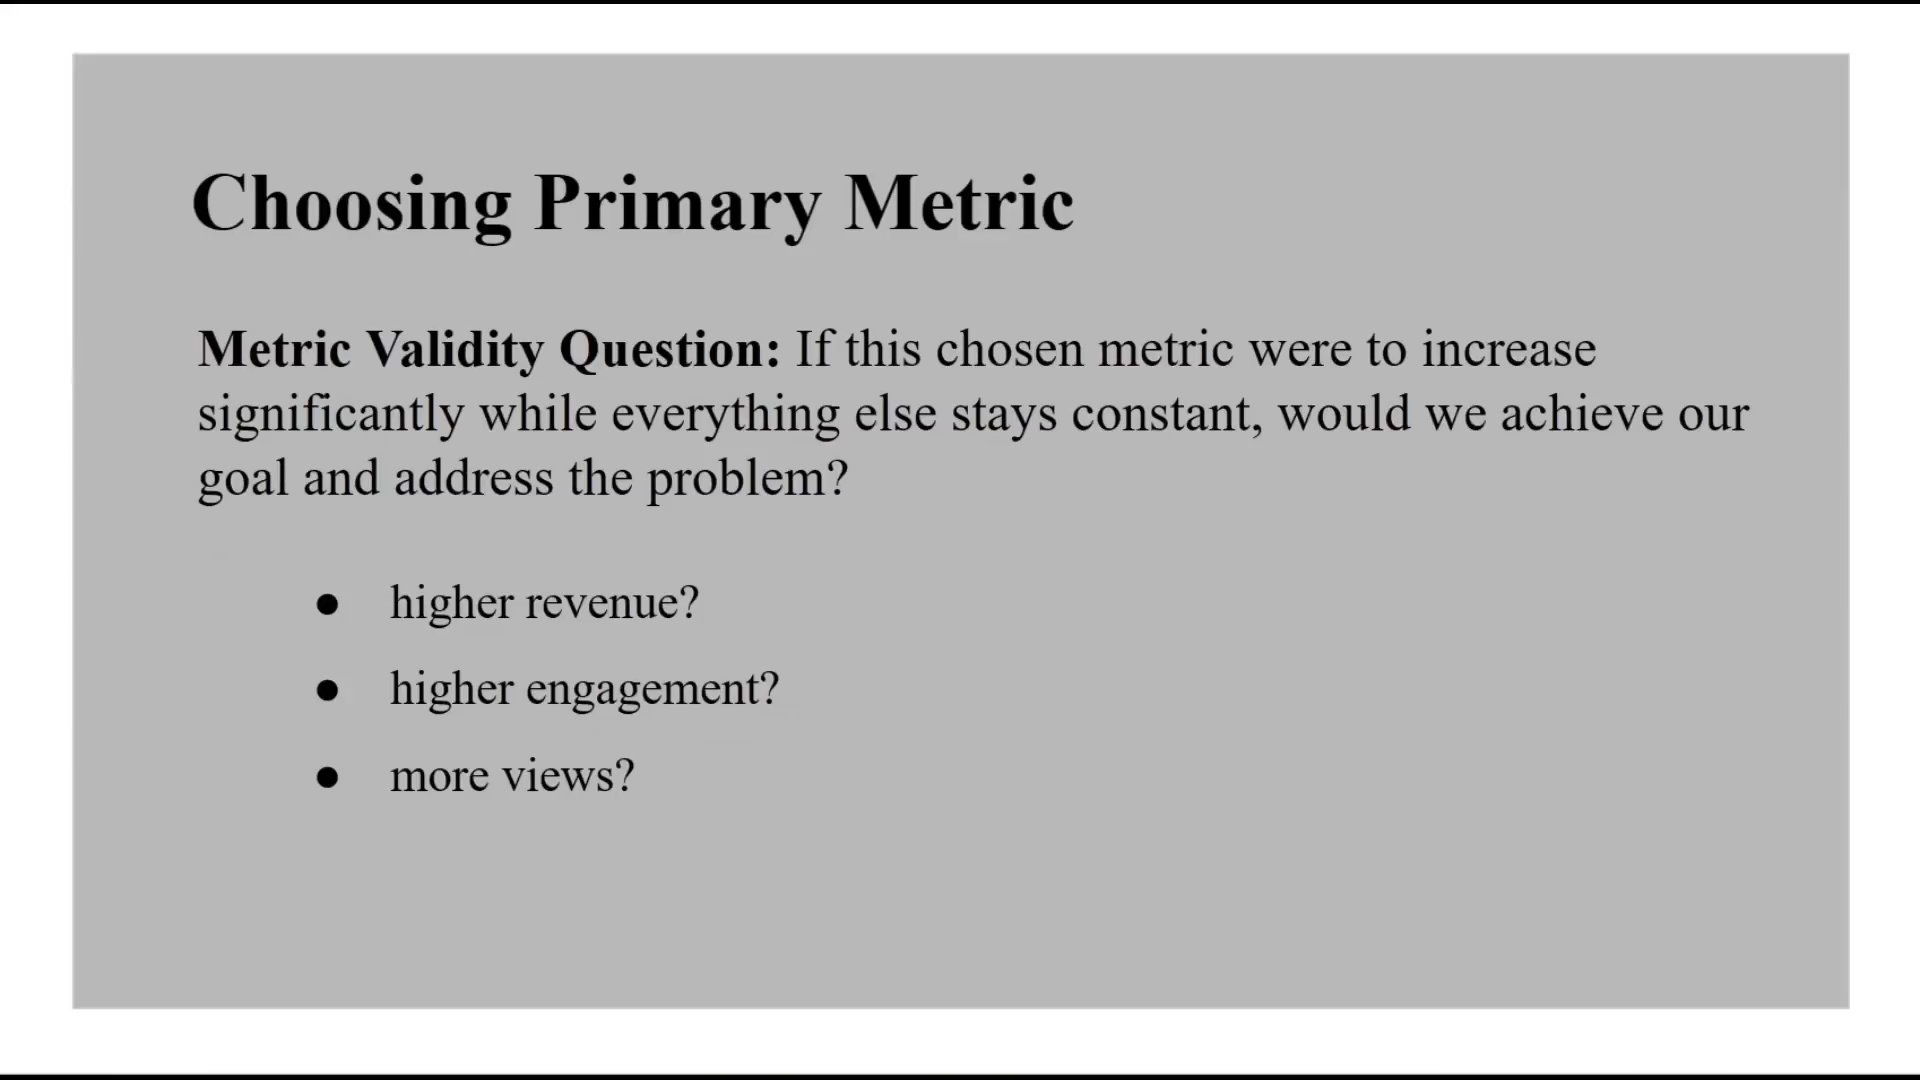 Choosing Primary Metric
Metric Validity Question: If this chosen metric were to increase
significantly while everything else stays constant, would we achieve our
goal and address the problem?
● higher revenue?
● higher engagement?
● more views?